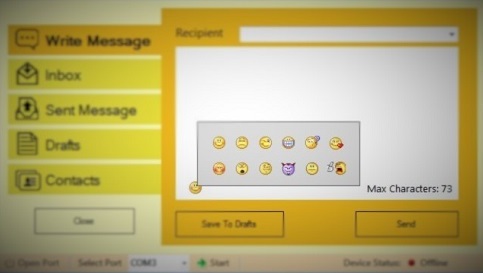 Write Message
Recipient
Inbox
Sent Message
Drafts
Contacts
Max Characters: 73
Close
Save To Drafts
Send
Open Port
Select Port
COM3
Start
Device Status:
Offline